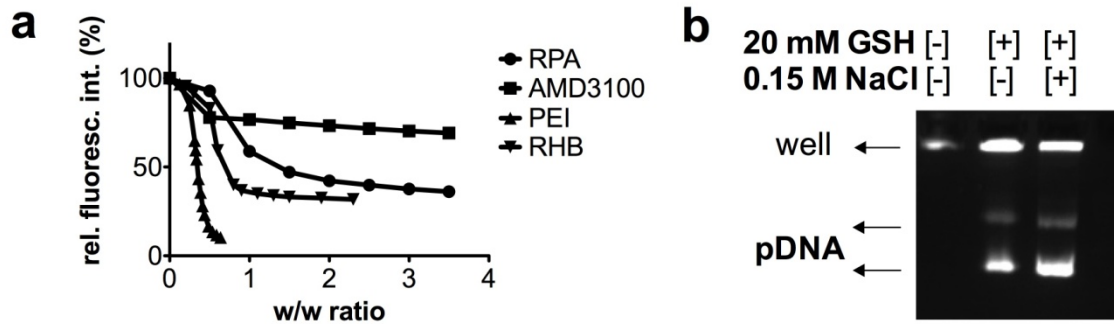 a
rel. fluoresc. int. (%)
100
50
0
0 1 2 3 4
w/w ratio
RPA
AMD3100
PEI
RHB
b
20 mM GSH [-] [+] [+]
0.15 M NaCl [-] [-] [+]
well
pDNA